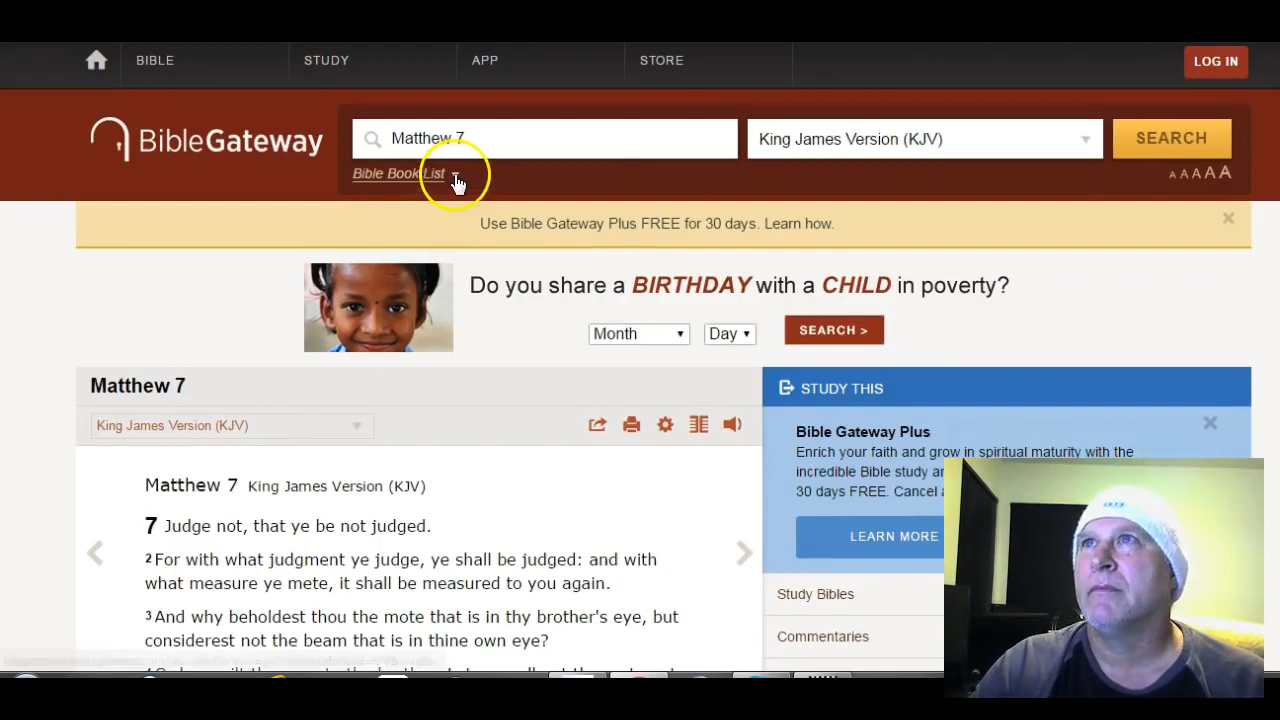 BIBLE STUDY APP STORE LOG IN
BibleGateway
Matthew 7
King James Version (KJV)
SEARCH
Bible Book List
A A A A A
Use Bible Gateway Plus FREE for 30 days. Learn how.
Do you share a BIRTHDAY with a CHILD in poverty?
Month Day SEARCH >
Matthew 7
King James Version (KJV)
Matthew 7 King James Version (KJV)
7 Judge not, that ye be not judged.
2 For with what judgment ye judge, ye shall be judged: and with
what measure ye mete, it shall be measured to you again.
3 And why beholdest thou the mote that is in thy brother's eye, but
considerest not the beam that is in thine own eye?
STUDY THIS
Bible Gateway Plus
Enrich your faith and grow in spiritual maturity with the
incredible Bible study
30 days FREE. Cancel
LEARN MORE
Study Bibles
Commentaries